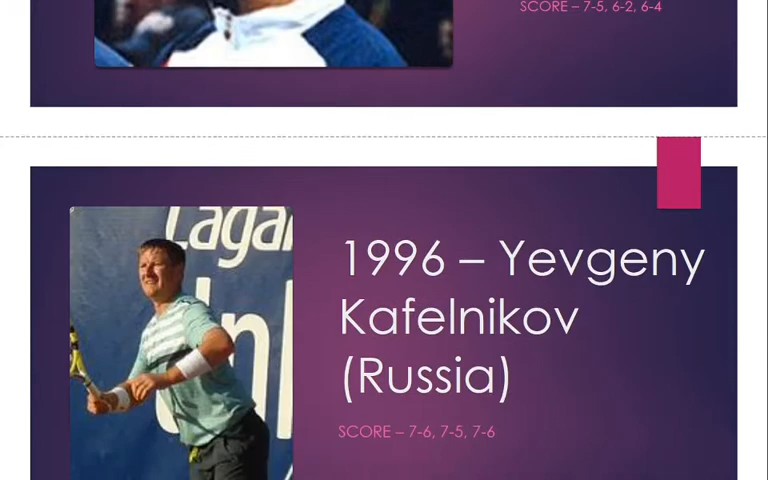 SCORE – 7-5, 6-2, 6-4
1996 – Yevgeny
Kafelnikov
(Russia)
SCORE – 7-6, 7-5, 7-6